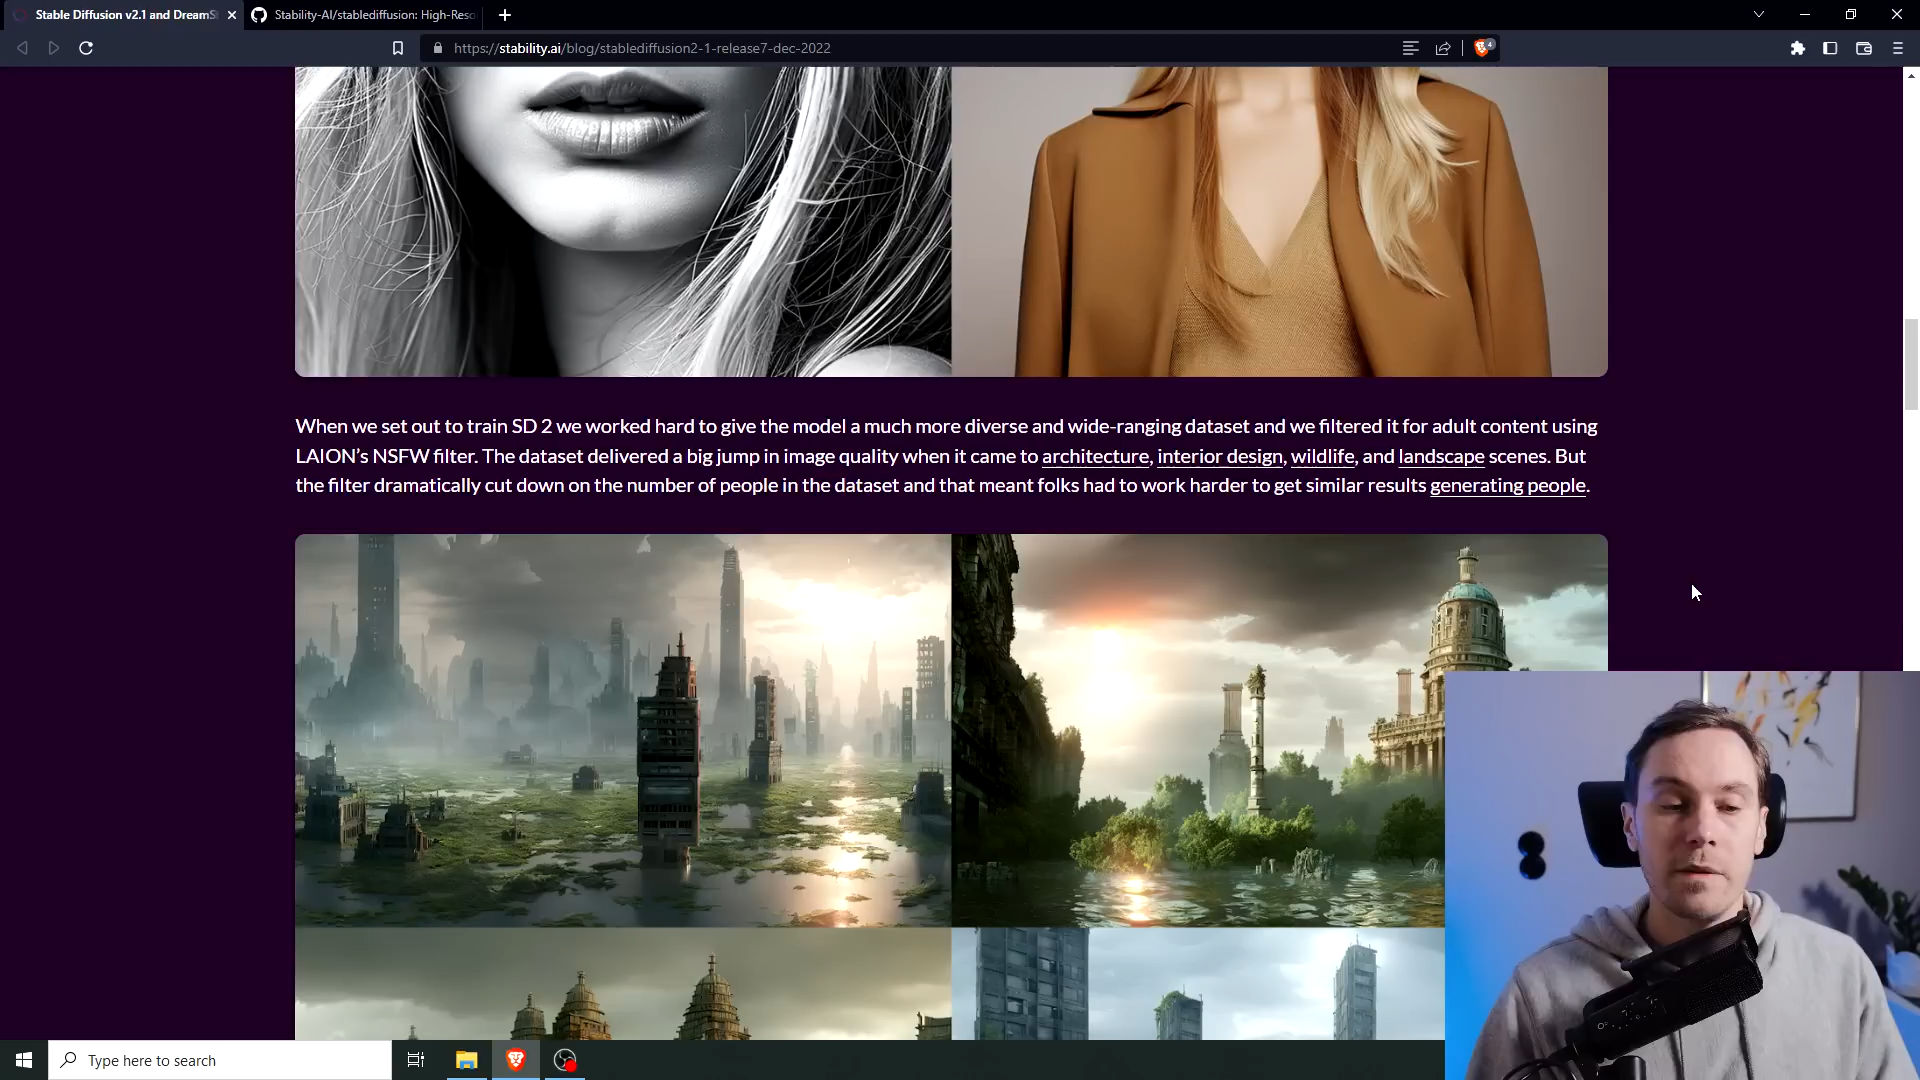 Stable Diffusion v2.1 and DreamSt
Stability-AI/stablediffusion: High-Reso
https://stability.ai/blog/stablediffusion2-1-release7-dec-2022
4
When we set out to train SD 2 we worked hard to give the model a much more diverse and wide-ranging dataset and we filtered it for adult content using
LAION’s NSFW filter. The dataset delivered a big jump in image quality when it came to architecture, interior design, wildlife, and landscape scenes. But
the filter dramatically cut down on the number of people in the dataset and that meant folks had to work harder to get similar results generating people.
Type here to search